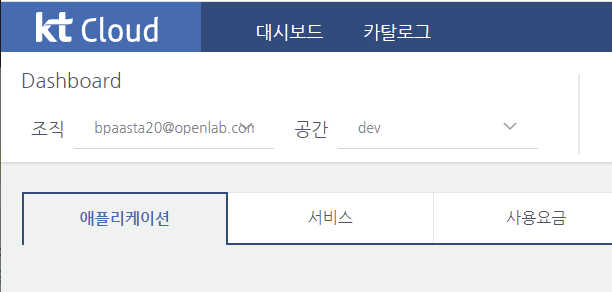 kt Cloud 대시보드 카탈로그
Dashboard
조직 bpaasta20@openlab.con 공간 dev
애플리케이션 서비스 사용요금